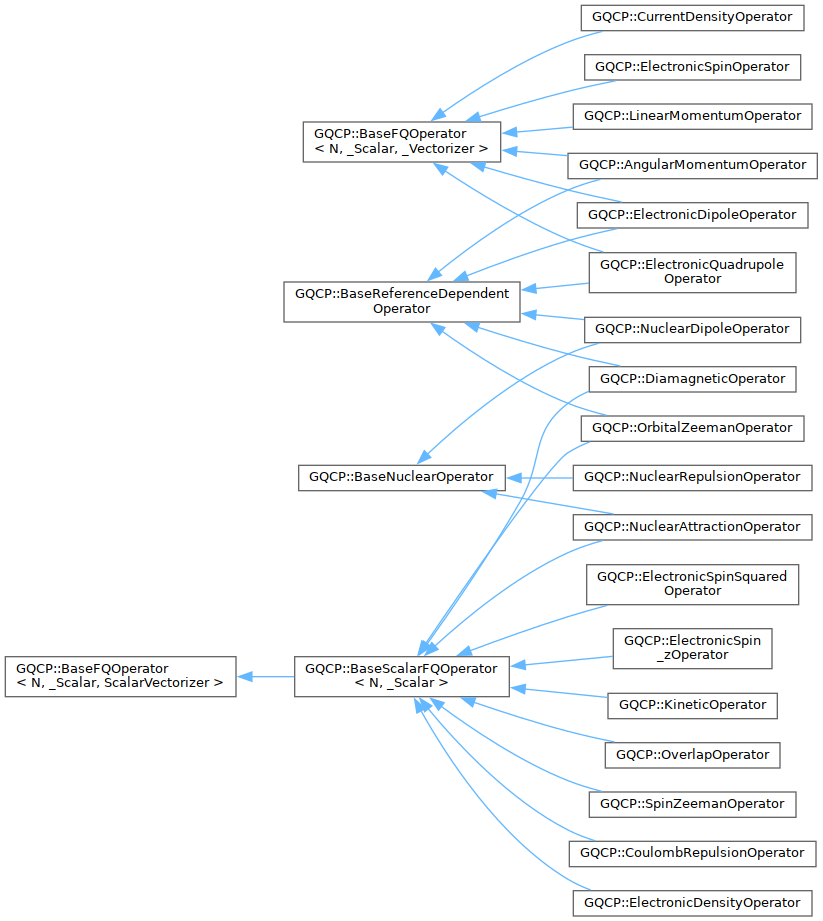 GQCP::CurrentDensityOperator
GQCP::ElectronicSpinOperator
GQCP::LinearMomentumOperator
GQCP::BaseFQOperator
< N, _Scalar, _Vectorizer >
GQCP::AngularMomentumOperator
GQCP::ElectronicDipoleOperator
GQCP::ElectronicQuadrupole
Operator
GQCP::BaseReferenceDependent
Operator
GQCP::NuclearDipoleOperator
GQCP::DiamagneticOperator
GQCP::OrbitalZeemanOperator
GQCP::BaseNuclearOperator
GQCP::NuclearRepulsionOperator
GQCP::NuclearAttractionOperator
GQCP::ElectronicSpinSquared
Operator
GQCP::ElectronicSpin
_zOperator
GQCP::BaseFQOperator
< N, _Scalar, ScalarVectorizer >
GQCP::BaseScalarFQOperator
< N, _Scalar >
GQCP::KineticOperator
GQCP::OverlapOperator
GQCP::SpinZeemanOperator
GQCP::CoulombRepulsionOperator
GQCP::ElectronicDensityOperator